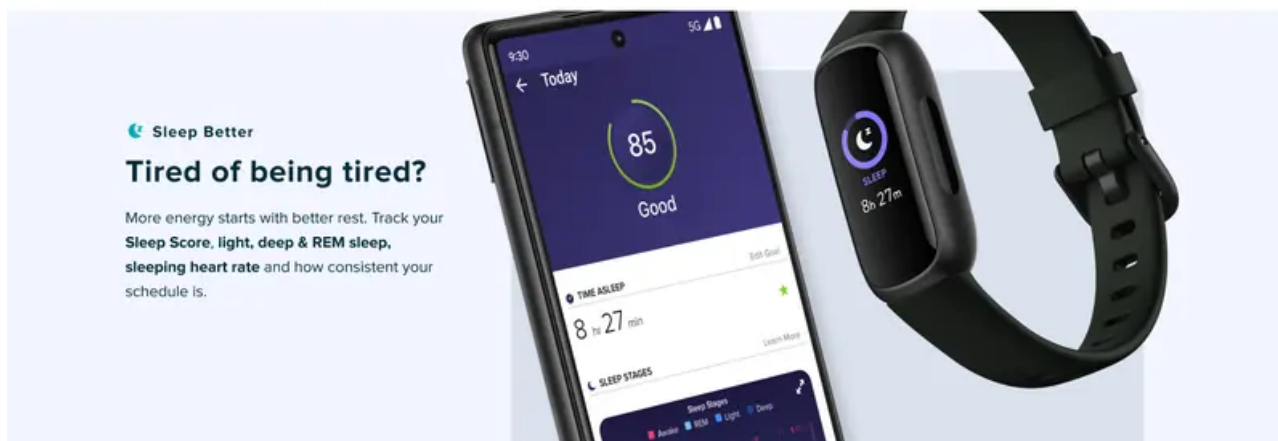 Sleep Better
Tired of being tired?
More energy starts with better rest. Track your
Sleep Score, light, deep & REM sleep,
sleeping heart rate and how consistent your
schedule is.
9:30
5G
Today
85
Good
Edit Goal
TIME ASLEEP
8 hr 27 min
Learn More
SLEEP STAGES
Sleep Stages
Awake REM Light Deep
SLEEP
8h 27m